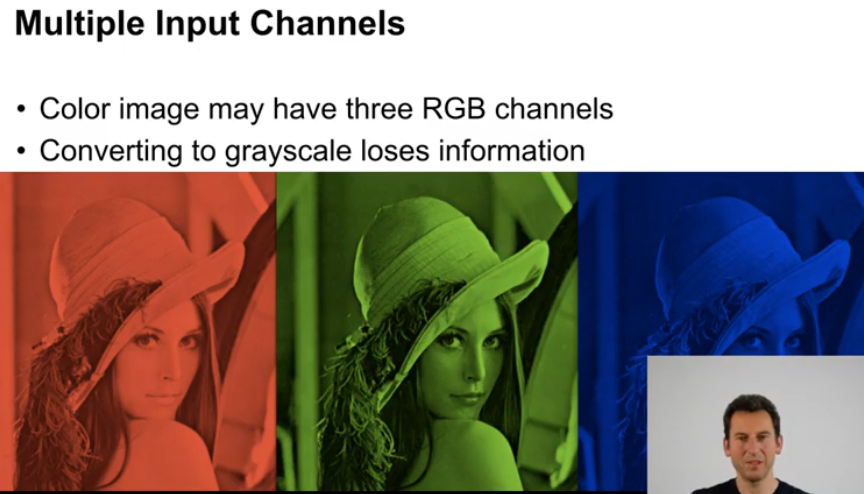 Multiple Input Channels
• Color image may have three RGB channels
• Converting to grayscale loses information